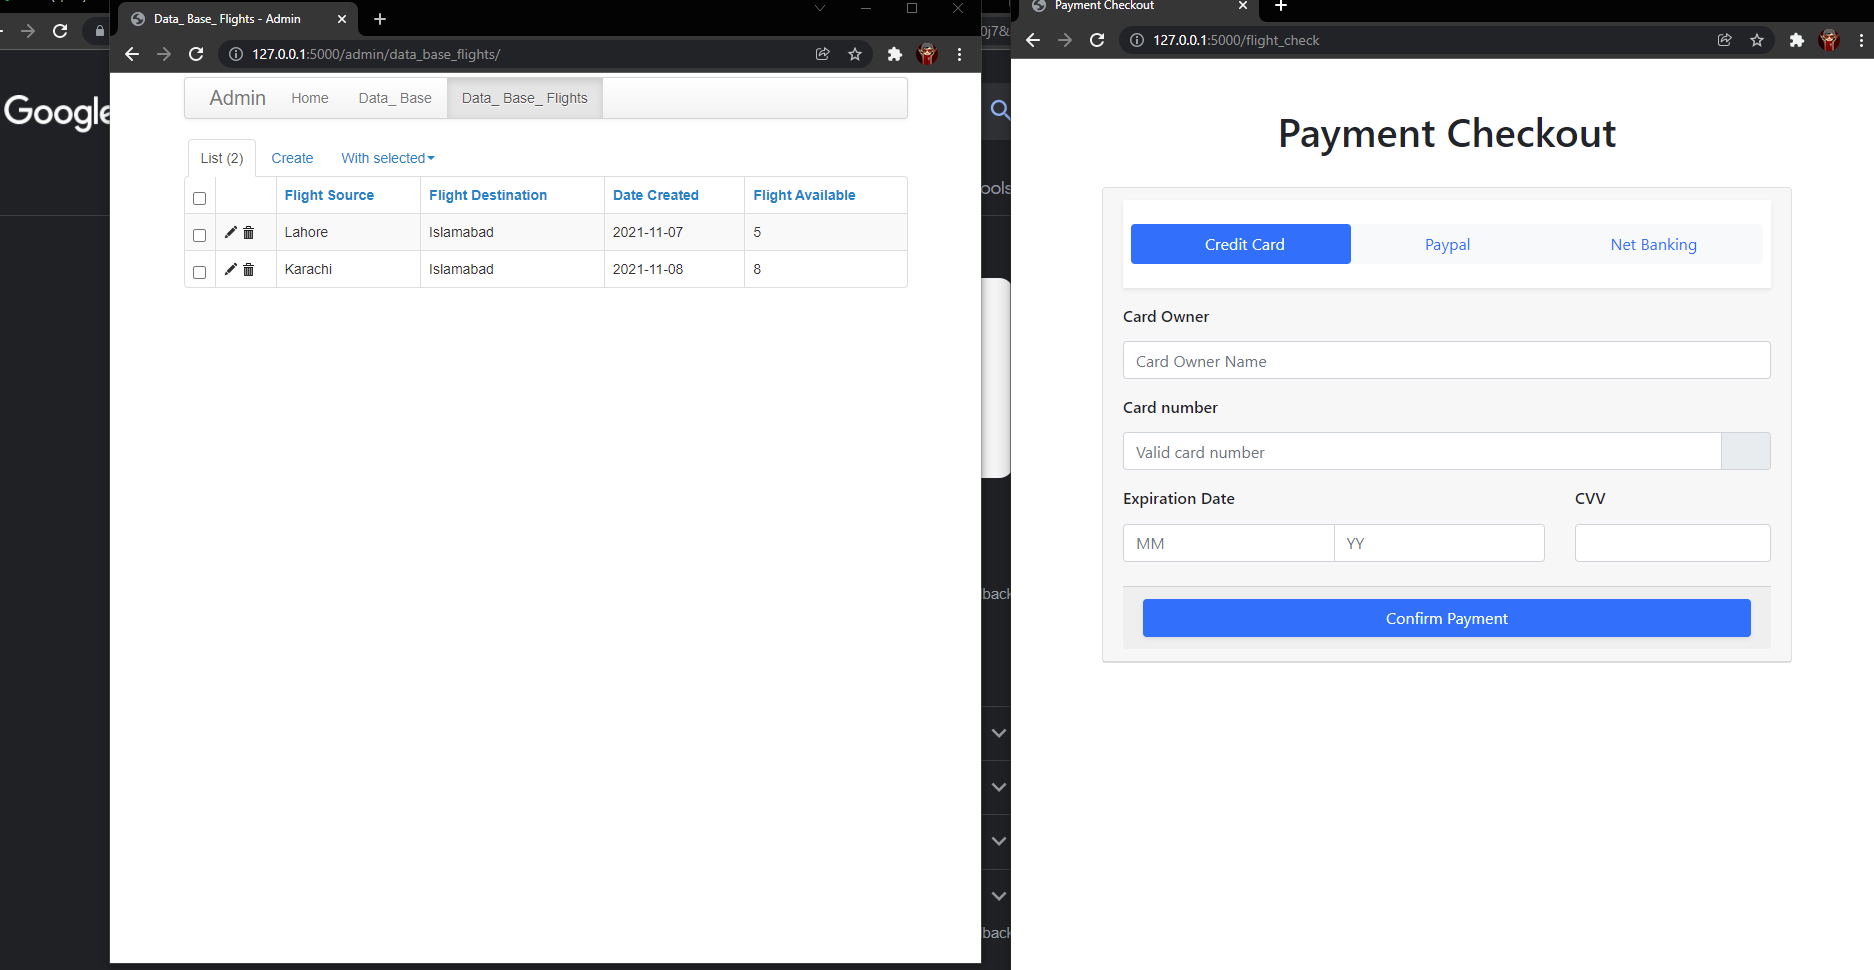 Data_ Base_ Flights - Admin
127.0.0.1:5000/admin/data_base_flights/
Google
Admin Home Data_ Base Data_ Base_ Flights
List (2) Create With selected
Flight Source Flight Destination Date Created Flight Available
Lahore Islamabad 2021-11-07 5
Karachi Islamabad 2021-11-08 8
Payment Checkout
127.0.0.1:5000/flight_check
Payment Checkout
Credit Card Paypal Net Banking
Card Owner
Card Owner Name
Card number
Valid card number
Expiration Date CVV
MM YY
Confirm Payment